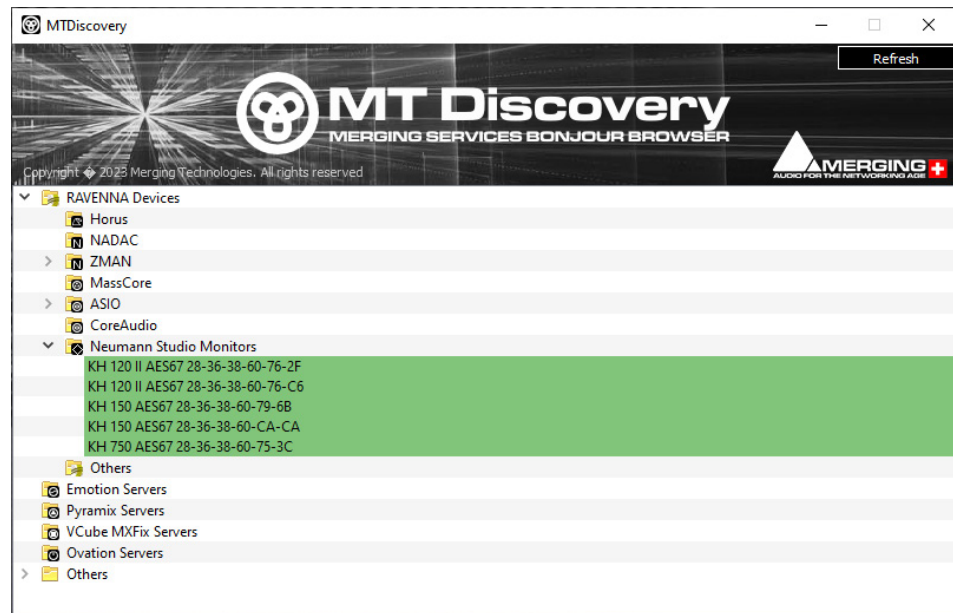 MTDiscovery
Refresh
MT Discovery
MERGING SERVICES BONJOUR BROWSER
MERGING
AUDIO FOR THE NETWORKING AGE
Copyright � 2023 Merging Technologies. All rights reserved
RAVENNA Devices
Horus
NADAC
ZMAN
MassCore
ASIO
CoreAudio
Neumann Studio Monitors
KH 120 II AES67 28-36-38-60-76-2F
KH 120 II AES67 28-36-38-60-76-C6
KH 150 AES67 28-36-38-60-79-6B
KH 150 AES67 28-36-38-60-CA-CA
KH 750 AES67 28-36-38-60-75-3C
Others
Emotion Servers
Pyramix Servers
VCube MXFix Servers
Ovation Servers
Others